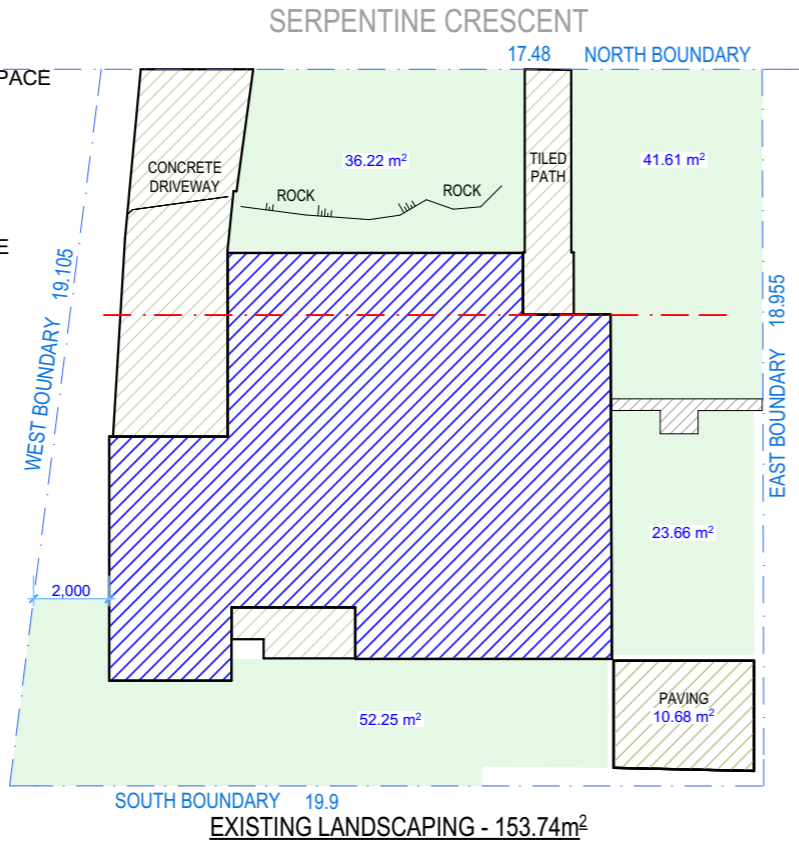 SERPENTINE CRESCENT
17.48 NORTH BOUNDARY
PACE
CONCRETE
DRIVEWAY
36.22 m²
TILED
PATH
41.61 m²
ROCK
ROCK
E
WEST BOUNDARY 19.105
EAST BOUNDARY 18.955
23.66 m²
2,000
PAVING
10.68 m²
52.25 m²
SOUTH BOUNDARY 19.9
EXISTING LANDSCAPING - 153.74m²